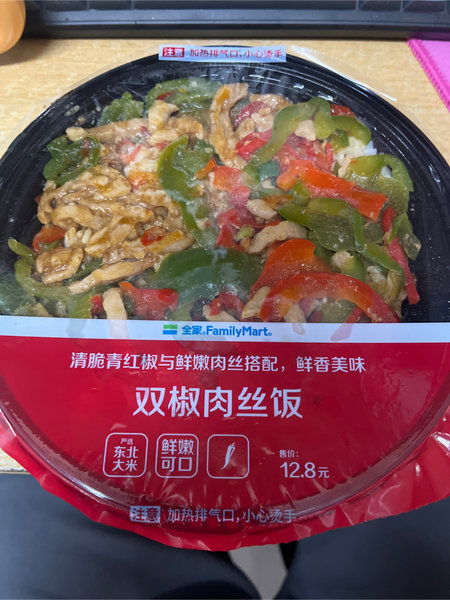 注意 加热排气口,小心烫手
全家 FamilyMart
清脆青红椒与鲜嫩肉丝搭配，鲜香美味
双椒肉丝饭
严选
东北
大米
鲜嫩
可口
售价：
12.8元
注意 加热排气口,小心烫手